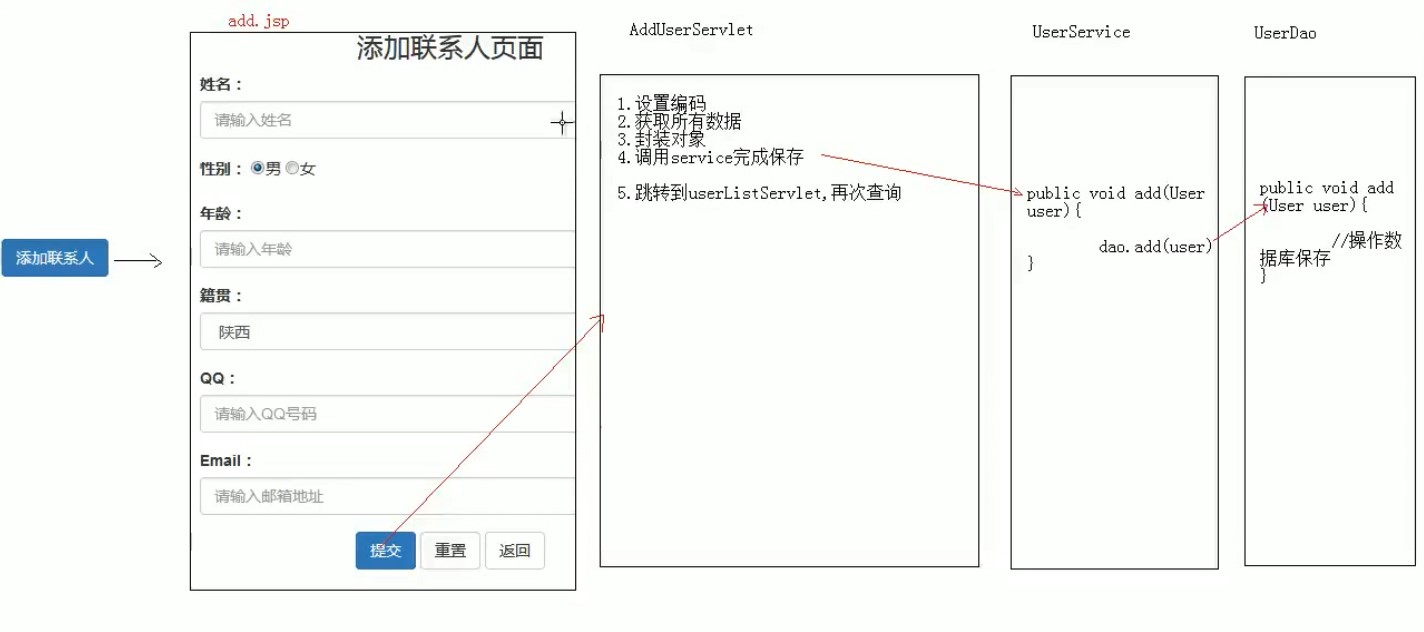 添加联系人
add.jsp
添加联系人页面
姓名：
请输入姓名
性别： 男 女
年龄：
请输入年龄
籍贯：
陕西
QQ：
请输入QQ号码
Email：
请输入邮箱地址
提交 重置 返回
AddUserServlet
1.设置编码
2.获取所有数据
3.封装对象
4.调用service完成保存
5.跳转到userListServlet,再次查询
UserService
public void add(User
user){
dao.add(user)
}
UserDao
public void add
(User user){
//操作数
据库保存
}